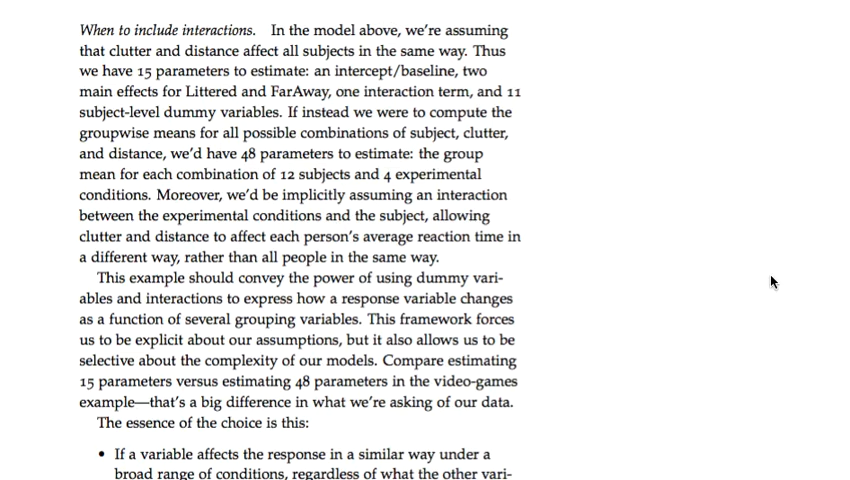 When to include interactions. In the model above, we're assuming
that clutter and distance affect all subjects in the same way. Thus
we have 15 parameters to estimate: an intercept/baseline, two
main effects for Littered and FarAway, one interaction term, and 11
subject-level dummy variables. If instead we were to compute the
groupwise means for all possible combinations of subject, clutter,
and distance, we'd have 48 parameters to estimate: the group
mean for each combination of 12 subjects and 4 experimental
conditions. Moreover, we'd be implicitly assuming an interaction
between the experimental conditions and the subject, allowing
clutter and distance to affect each person's average reaction time in
a different way, rather than all people in the same way.
This example should convey the power of using dummy vari-
ables and interactions to express how a response variable changes
as a function of several grouping variables. This framework forces
us to be explicit about our assumptions, but it also allows us to be
selective about the complexity of our models. Compare estimating
15 parameters versus estimating 48 parameters in the video-games
example—that's a big difference in what we're asking of our data.
The essence of the choice is this:
• If a variable affects the response in a similar way under a
broad range of conditions, regardless of what the other vari-